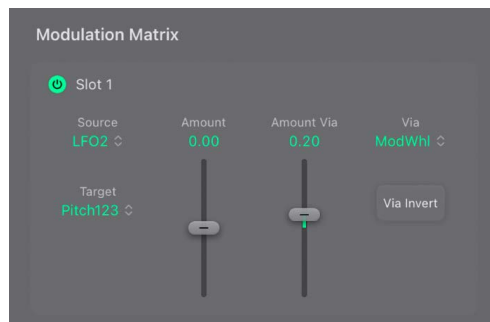 Modulation Matrix
Slot 1
Source Amount Amount Via Via
LFO2 0.00 0.20 ModWhl
Target
Pitch123
Via Invert